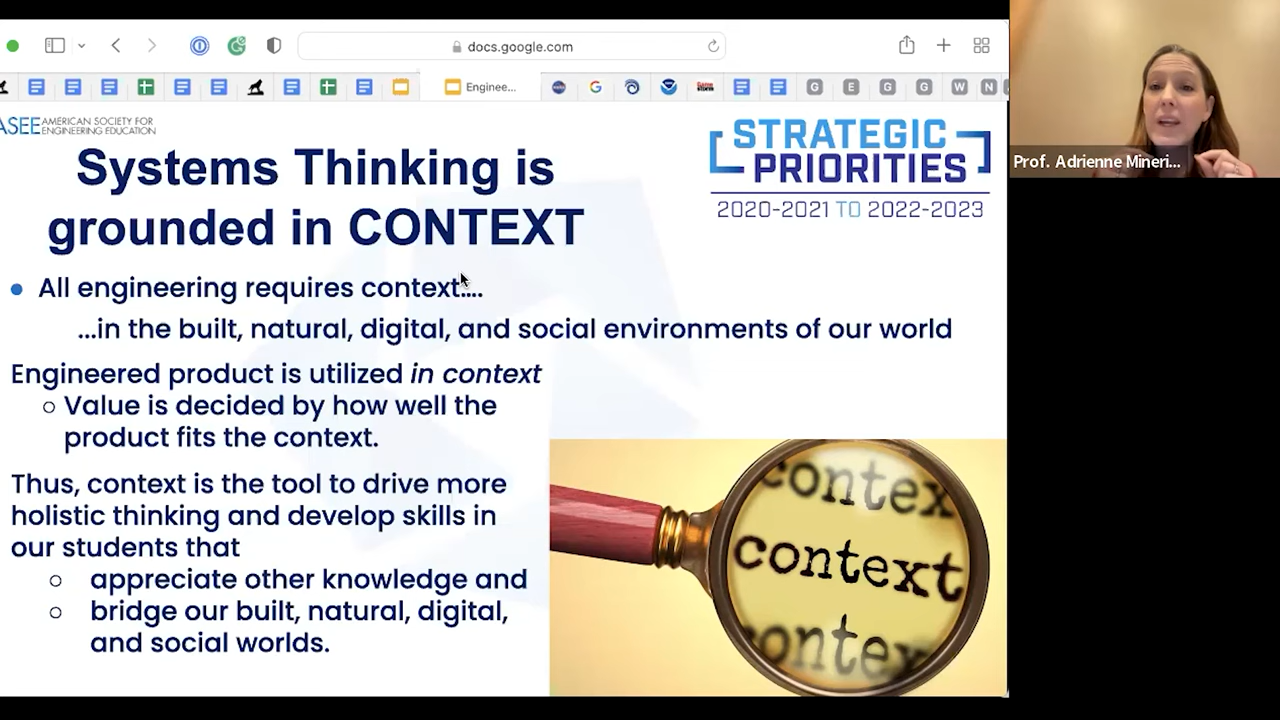 docs.google.com
Enginee...
G
E
G
G
W
N
ASEE AMERICAN SOCIETY FOR
ENGINEERING EDUCATION
STRATEGIC
PRIORITIES
2020-2021 TO 2022-2023
Systems Thinking is
grounded in CONTEXT
All engineering requires context....
...in the built, natural, digital, and social environments of our world
Engineered product is utilized in context
Value is decided by how well the
product fits the context.
Thus, context is the tool to drive more
holistic thinking and develop skills in
our students that
appreciate other knowledge and
bridge our built, natural, digital,
and social worlds.
contex
context
ontex
Prof. Adrienne Mineri...